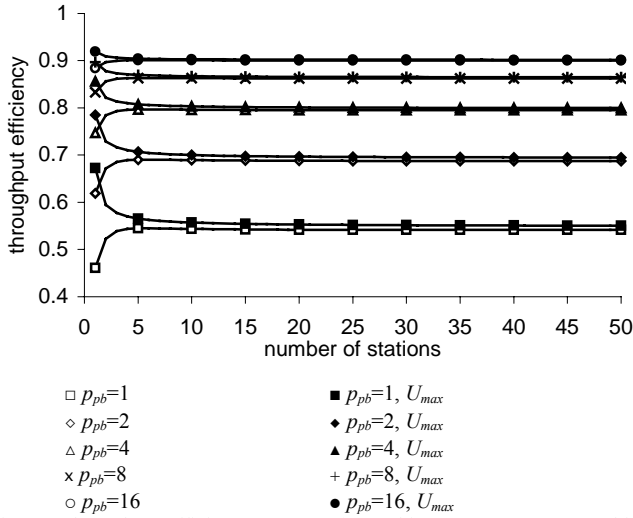 1
0.9
0.8
0.7
0.6
0.5
0.4
throughput efficiency
0 5 10 15 20 25 30 35 40 45 50
number of stations
p_pb=1
p_pb=2
p_pb=4
p_pb=8
p_pb=16
p_pb=1, U_max
p_pb=2, U_max
p_pb=4, U_max
p_pb=8, U_max
p_pb=16, U_max